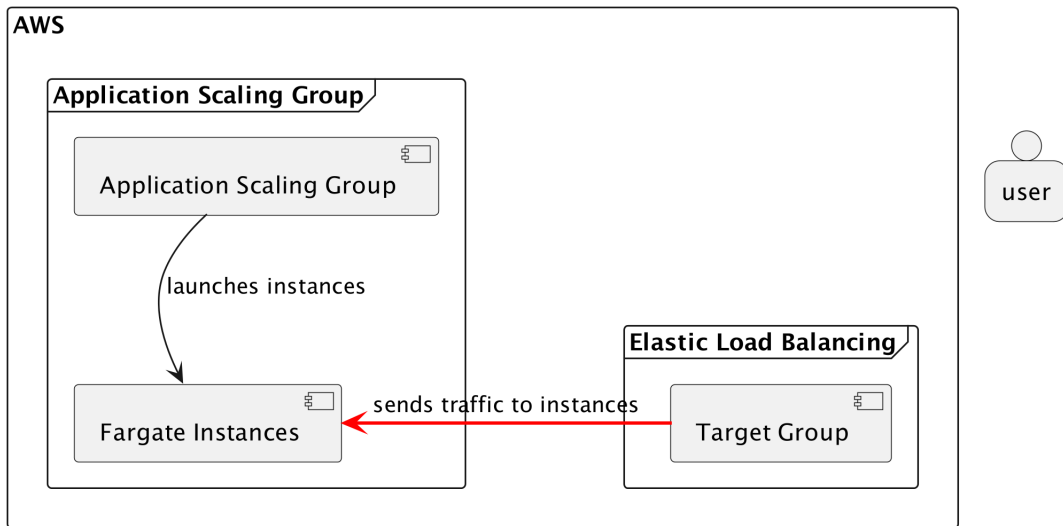 AWS
Application Scaling Group
Application Scaling Group
user
launches instances
Elastic Load Balancing
sends traffic to instances
Fargate Instances
Target Group